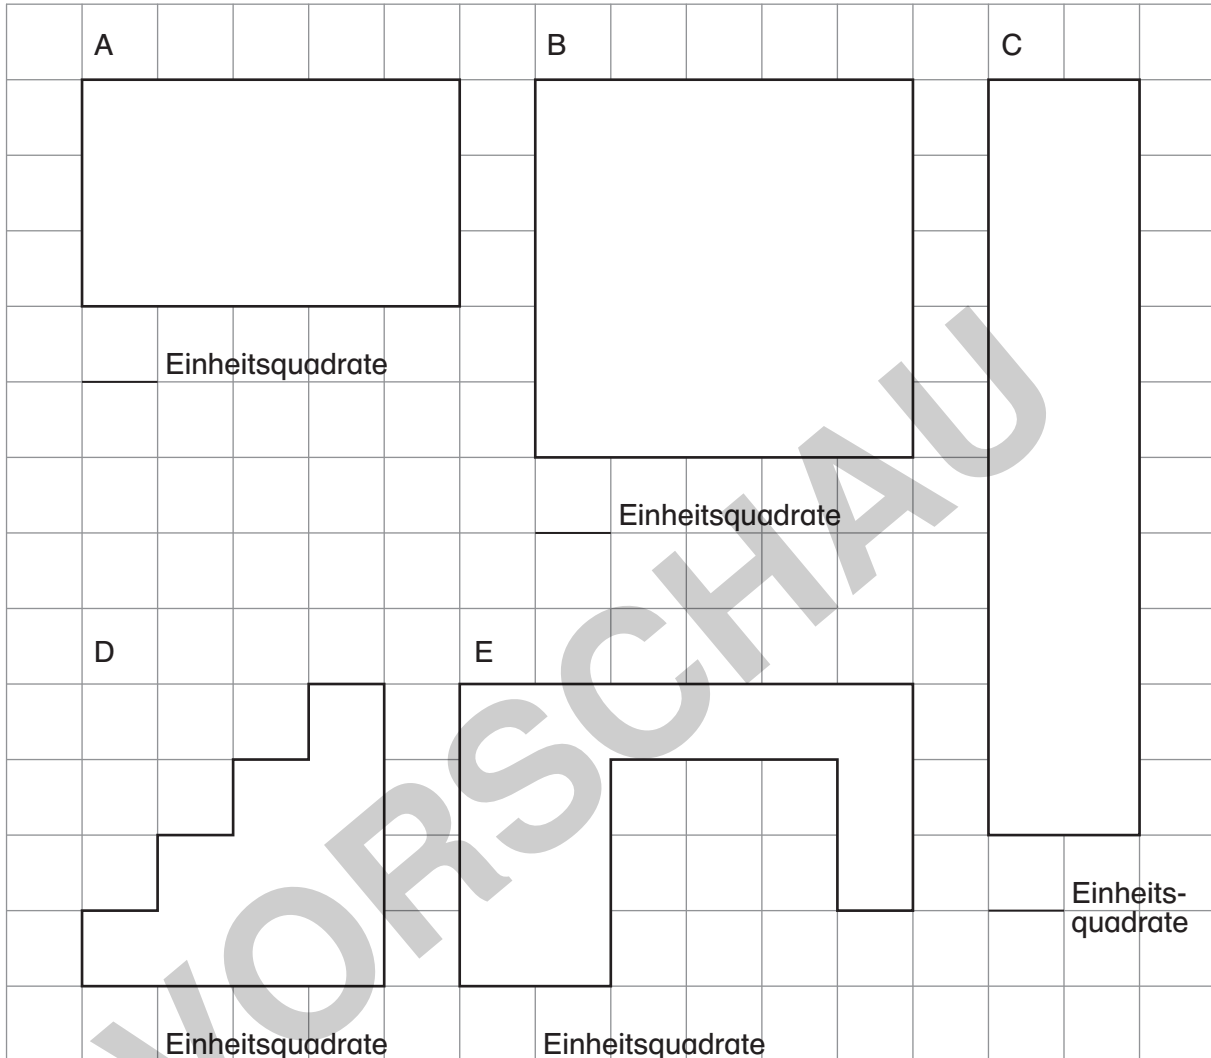 A
B
C
Einheitsquadrate
Einheitsquadrate
D
E
Einheits-
quadrate
Einheitsquadrate
Einheitsquadrate
VORSCHAU